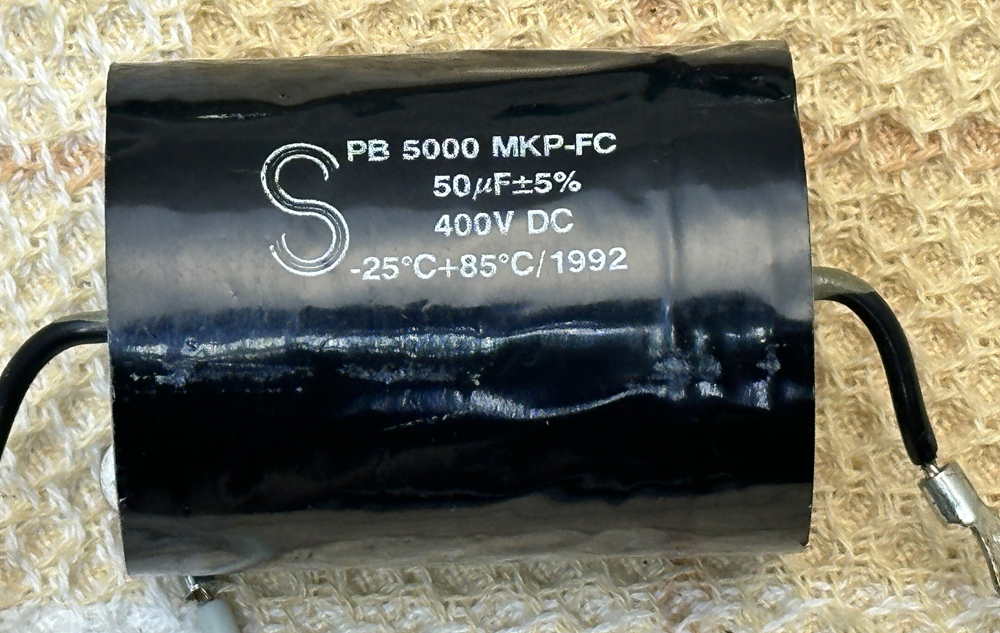 S
PB 5000 MKP-FC
50μF±5%
400V DC
-25°C+85°C/1992